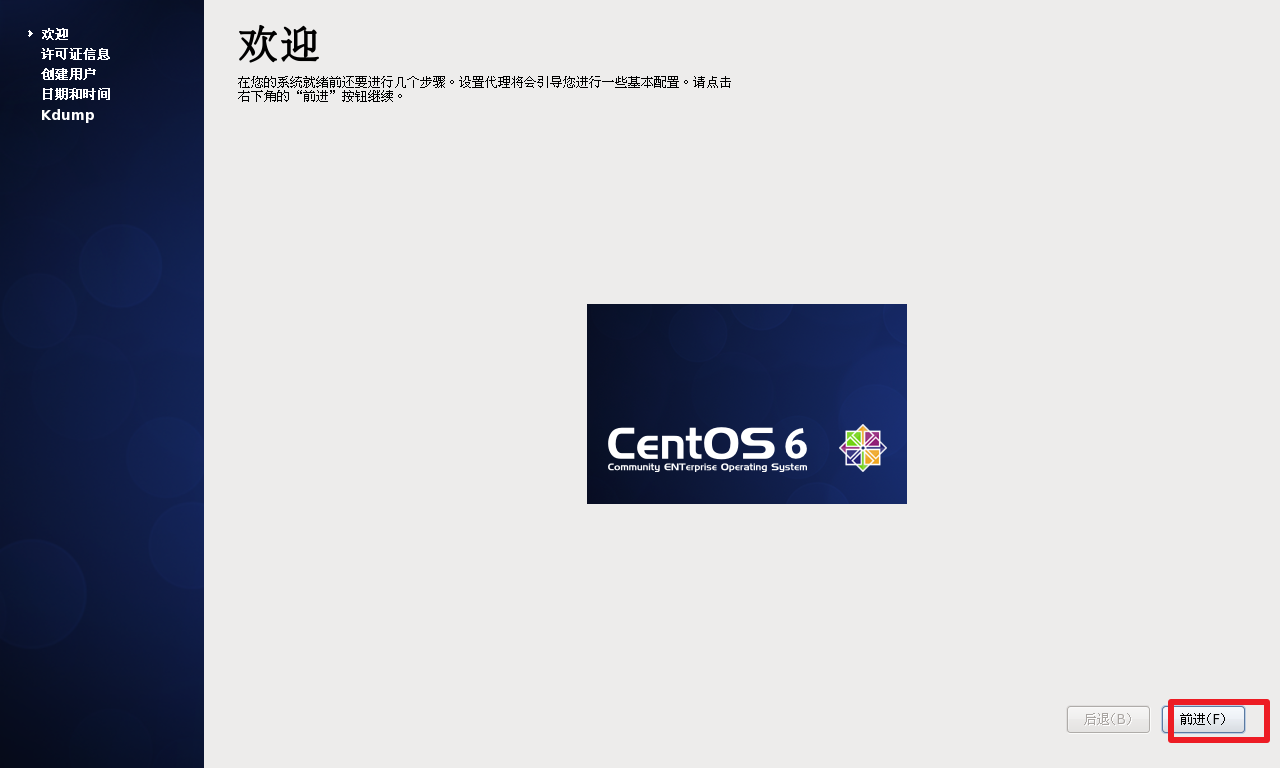 欢迎
许可证信息
创建用户
日期和时间
Kdump
欢迎
在您的系统就绪前还要进行几个步骤。设置代理将会引导您进行一些基本配置。请点击
右下角的“前进”按钮继续。
CentOS 6
Community ENTerprise Operating System
后退(B)
前进(F)